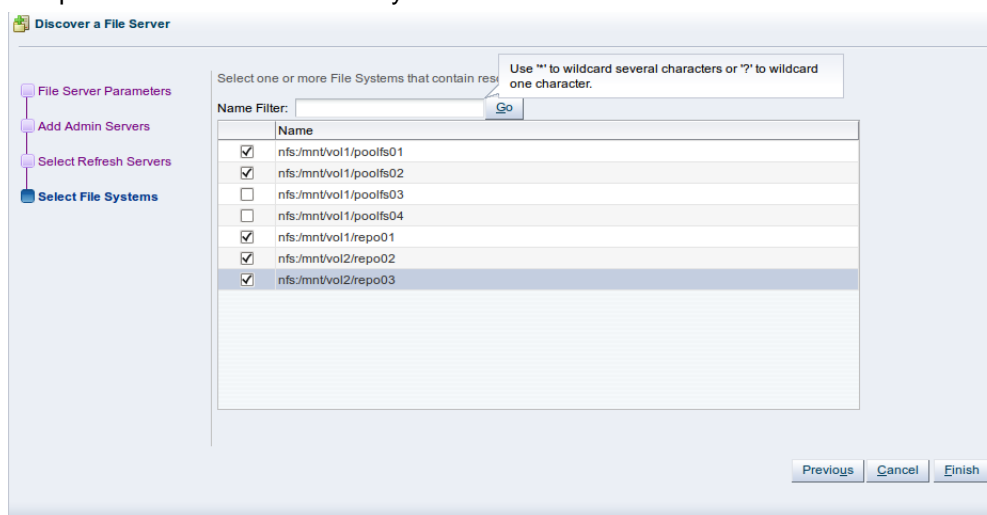 Discover a File Server
File Server Parameters
Add Admin Servers
Select Refresh Servers
Select File Systems
Select one or more File Systems that contain
Use '*' to wildcard several characters or '?' to wildcard
one character.
Name Filter:
Go
Name
nfs:/mnt/vol1/poolfs01
nfs:/mnt/vol1/poolfs02
nfs:/mnt/vol1/poolfs03
nfs:/mnt/vol1/poolfs04
nfs:/mnt/vol1/repo01
nfs:/mnt/vol2/repo02
nfs:/mnt/vol2/repo03
Previous
Cancel
Finish